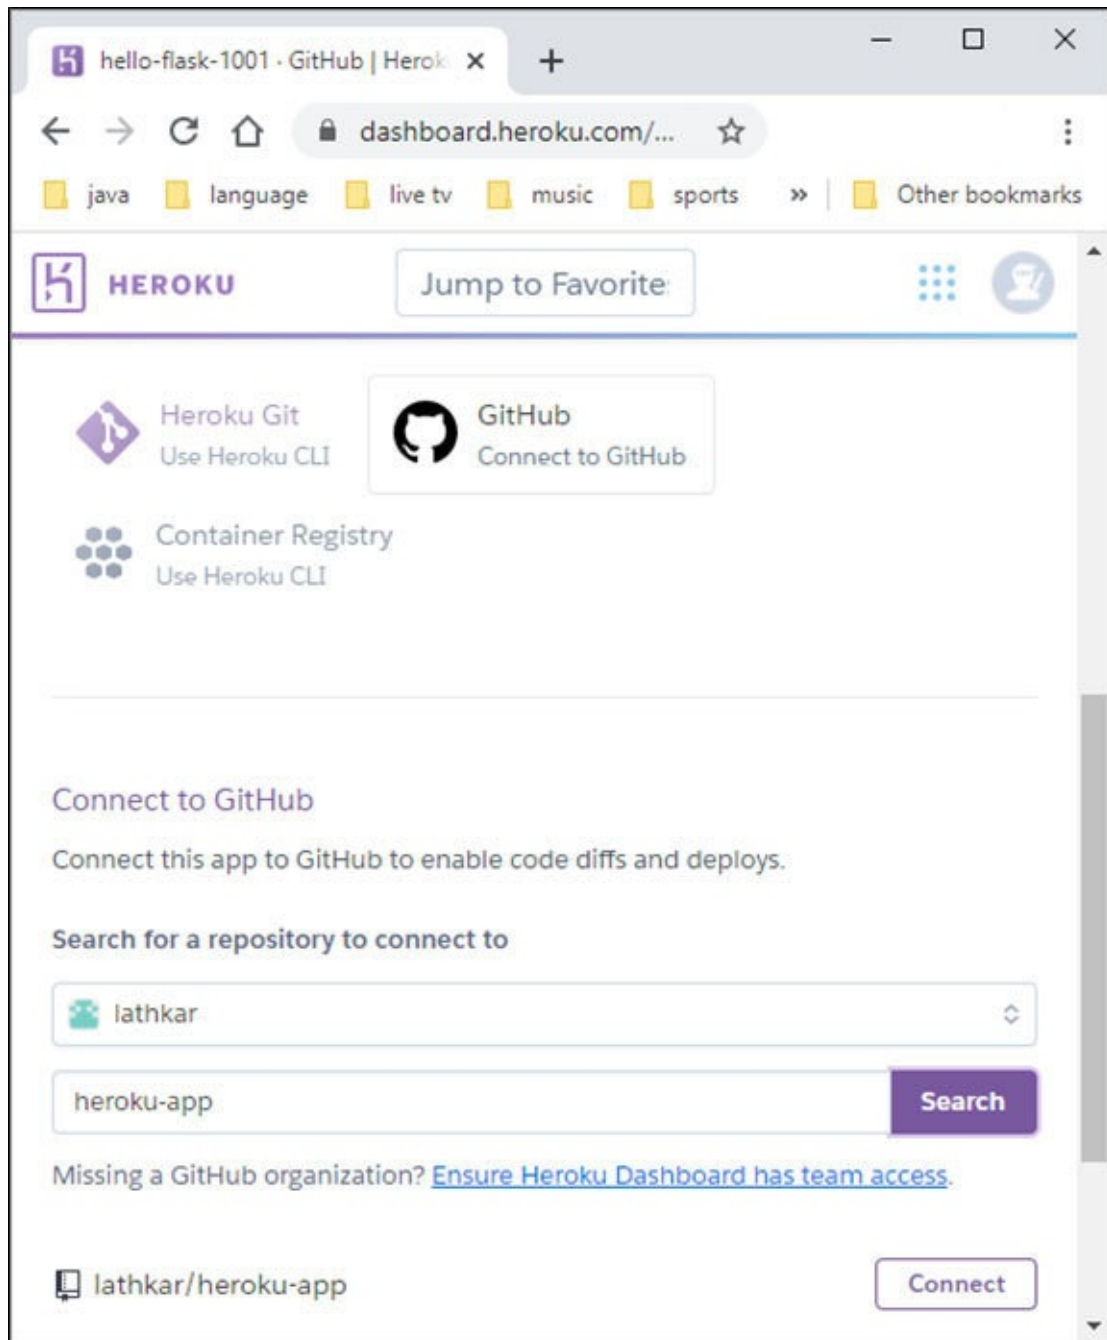 hello-flask-1001 · GitHub | Herok
dashboard.heroku.com/...
java language live tv music sports » Other bookmarks
HEROKU Jump to Favorite
Heroku Git
Use Heroku CLI
GitHub
Connect to GitHub
Container Registry
Use Heroku CLI
Connect to GitHub
Connect this app to GitHub to enable code diffs and deploys.
Search for a repository to connect to
lathkar
heroku-app Search
Missing a GitHub organization? Ensure Heroku Dashboard has team access.
lathkar/heroku-app Connect